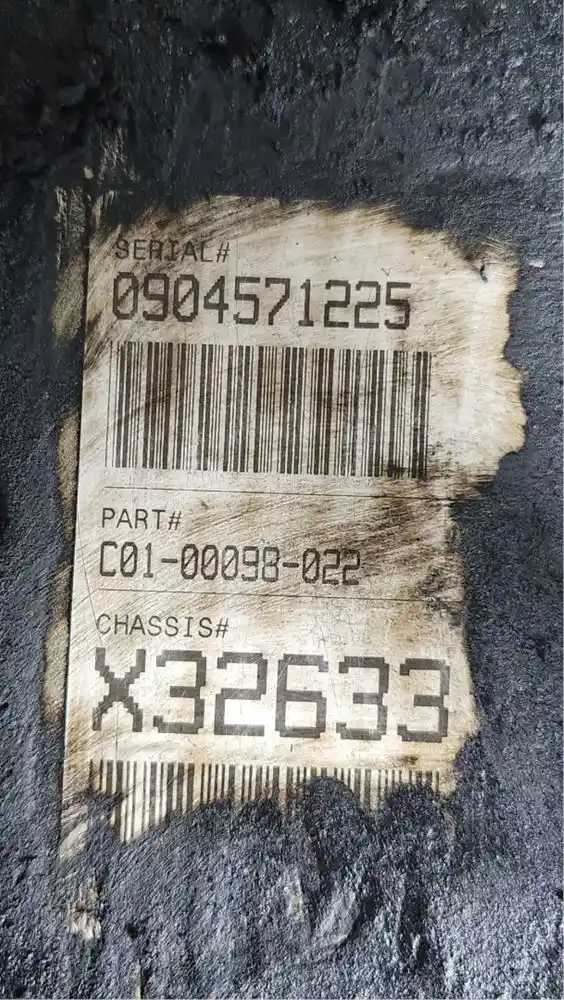 SERIAL#
0904571225
PART#
C01-00098-022
CHASSIS#
X32633